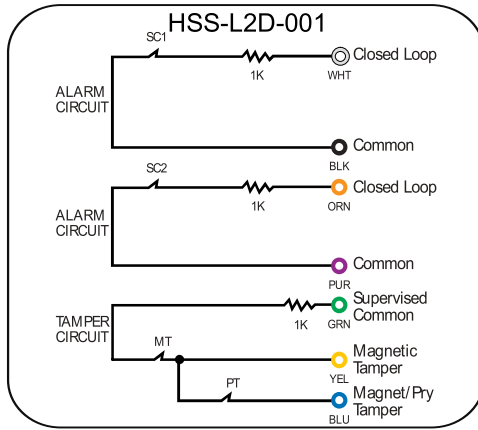 HSS-L2D-001
SC1
Closed Loop
1K
WHT
ALARM
CIRCUIT
Common
BLK
SC2
Closed Loop
1K
ORN
ALARM
CIRCUIT
Common
PUR
Supervised
Common
1K
GRN
TAMPER
CIRCUIT
MT
Magnetic
Tamper
YEL
PT
Magnet/Pry
Tamper
BLU